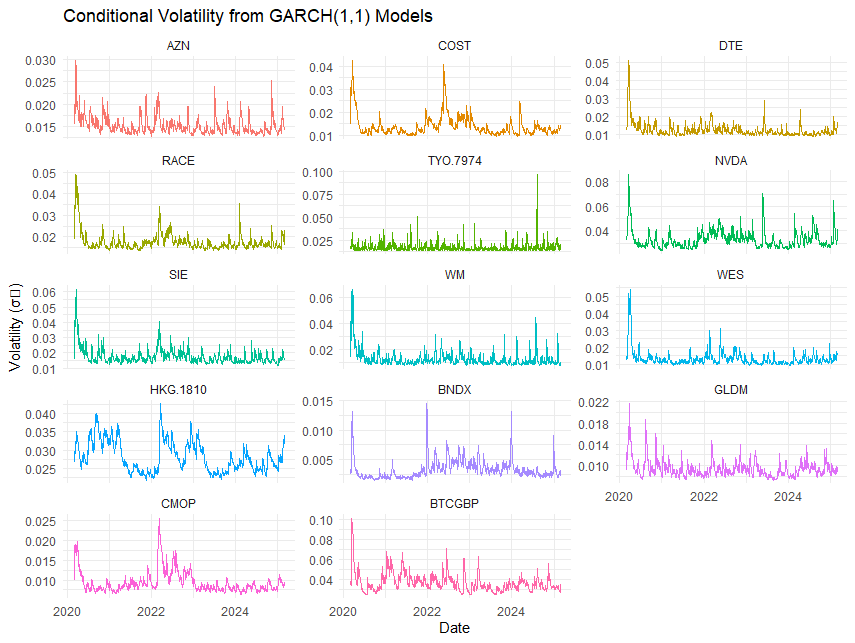 Conditional Volatility from GARCH(1,1) Models
AZN COST DTE
0.030 0.025 0.020 0.015
0.04 0.03 0.02 0.01
0.05 0.04 0.03 0.02 0.01
RACE TYO.7974 NVDA
0.05 0.04 0.03 0.02
0.100 0.075 0.050 0.025
0.08 0.06 0.04
SIE WM WES
0.06 0.05 0.04 0.03 0.02 0.01
0.06 0.04 0.02
0.05 0.04 0.03 0.02 0.01
HKG.1810 BNDX GLDM
0.040 0.035 0.030 0.025
0.015 0.010 0.005
0.022 0.018 0.014 0.010
2020 2022 2024
CMOP BTCGBP
0.025 0.020 0.015 0.010
0.10 0.08 0.06 0.04
2020 2022 2024 2020 2022 2024
Date
Volatility (σ▯)